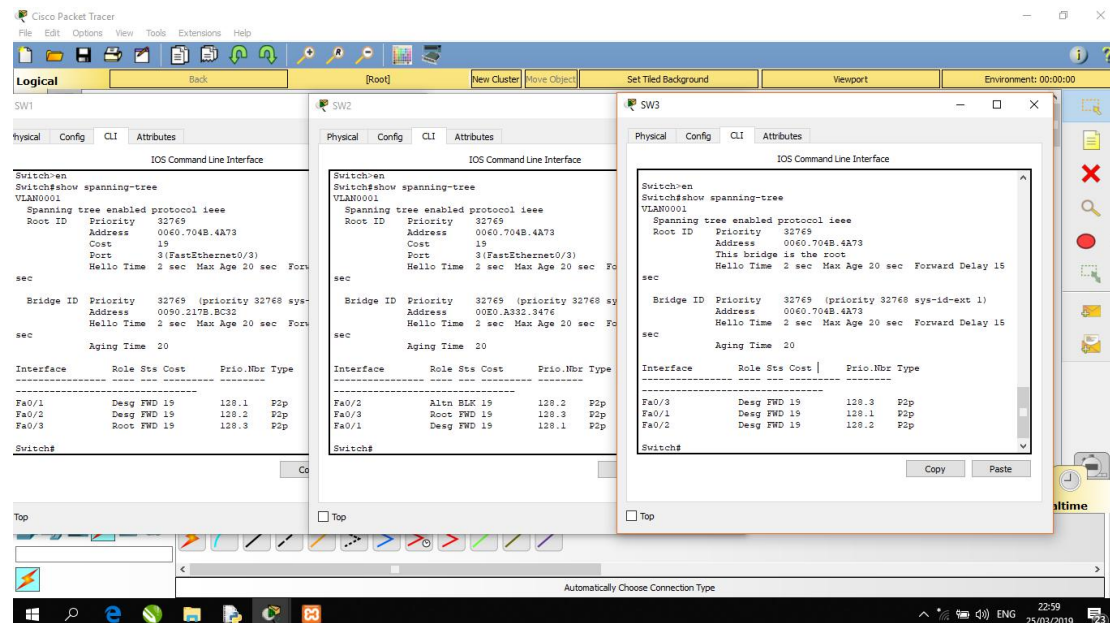 Cisco Packet Tracer
File Edit Options View Tools Extensions Help
Logical Back [Root] New Cluster Move Object Set Tiled Background Viewport Environment: 00:00:00
SW1
Physical Config CLI Attributes
IOS Command Line Interface
Switch>en
Switch#show spanning-tree
VLAN0001
Spanning tree enabled protocol ieee
Root ID Priority 32769
Address 0060.704B.4A73
Cost 19
Port 3(FastEthernet0/3)
Hello Time 2 sec Max Age 20 sec Forw
sec
Bridge ID Priority 32769 (priority 32768 sys-
Address 0090.217B.BC32
Hello Time 2 sec Max Age 20 sec Forw
sec
Aging Time 20
Interface Role Sts Cost Prio.Nbr Type
---------------- ---- --- --------- --------
--------------------------------
Fa0/1 Desg FWD 19 128.1 P2p
Fa0/2 Desg FWD 19 128.2 P2p
Fa0/3 Root FWD 19 128.3 P2p
Switch#
Co
Top
SW2
Physical Config CLI Attributes
IOS Command Line Interface
Switch>en
Switch#show spanning-tree
VLAN0001
Spanning tree enabled protocol ieee
Root ID Priority 32769
Address 0060.704B.4A73
Cost 19
Port 3(FastEthernet0/3)
Hello Time 2 sec Max Age 20 sec Fo
sec
Bridge ID Priority 32769 (priority 32768 sy
Address 00E0.A332.3476
Hello Time 2 sec Max Age 20 sec Fo
sec
Aging Time 20
Interface Role Sts Cost Prio.Nbr Type
---------------- ---- --- --------- --------
--------------------------------
Fa0/2 Altn BLK 19 128.2 P2p
Fa0/3 Root FWD 19 128.3 P2p
Fa0/1 Desg FWD 19 128.1 P2p
Switch#
Top
SW3
Physical Config CLI Attributes
IOS Command Line Interface
Switch>en
Switch#show spanning-tree
VLAN0001
Spanning tree enabled protocol ieee
Root ID Priority 32769
Address 0060.704B.4A73
This bridge is the root
Hello Time 2 sec Max Age 20 sec Forward Delay 15
sec
Bridge ID Priority 32769 (priority 32768 sys-id-ext 1)
Address 0060.704B.4A73
Hello Time 2 sec Max Age 20 sec Forward Delay 15
sec
Aging Time 20
Interface Role Sts Cost Prio.Nbr Type
---------------- ---- --- --------- --------
--------------------------------
Fa0/3 Desg FWD 19 128.3 P2p
Fa0/1 Desg FWD 19 128.1 P2p
Fa0/2 Desg FWD 19 128.2 P2p
Switch#
Copy Paste
Top
altime
Automatically Choose Connection Type
ENG
22:59
25/03/2019
23